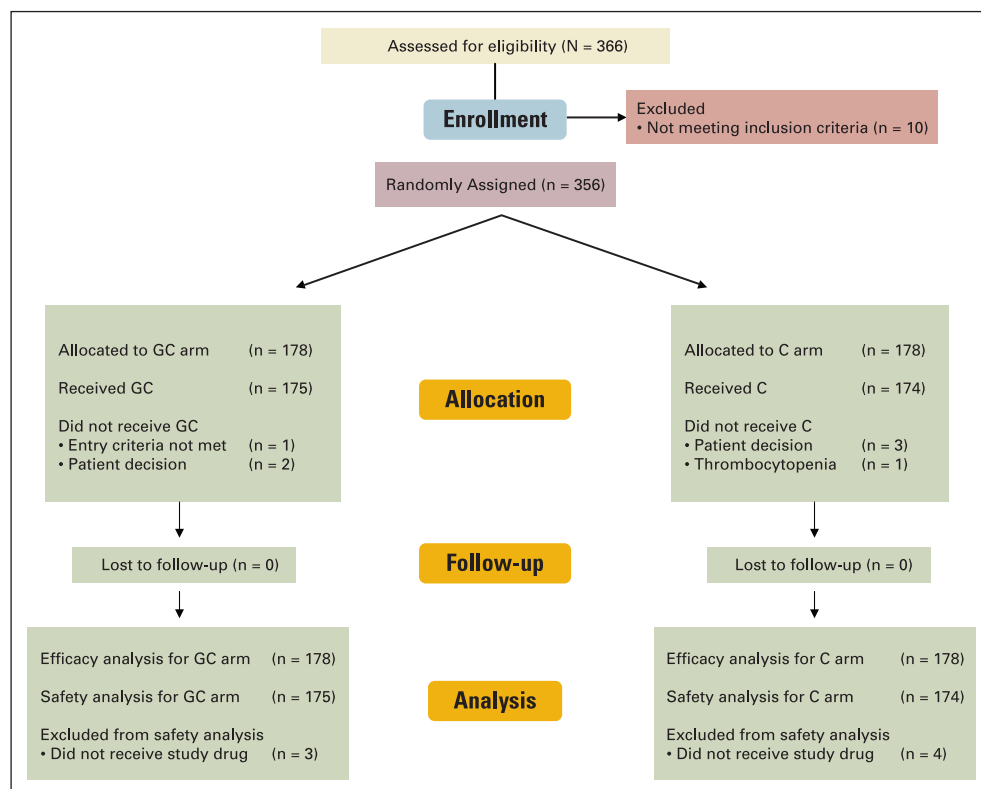 Assessed for eligibility (N = 366)
Enrollment
Excluded
• Not meeting inclusion criteria (n = 10)
Randomly Assigned (n = 356)
Allocated to GC arm (n = 178)
Received GC (n = 175)
Did not receive GC
• Entry criteria not met (n = 1)
• Patient decision (n = 2)
Allocation
Allocated to C arm (n = 178)
Received C (n = 174)
Did not receive C
• Patient decision (n = 3)
• Thrombocytopenia (n = 1)
Lost to follow-up (n = 0)
Follow-up
Lost to follow-up (n = 0)
Efficacy analysis for GC arm (n = 178)
Safety analysis for GC arm (n = 175)
Excluded from safety analysis
• Did not receive study drug (n = 3)
Analysis
Efficacy analysis for C arm (n = 178)
Safety analysis for C arm (n = 174)
Excluded from safety analysis
• Did not receive study drug (n = 4)